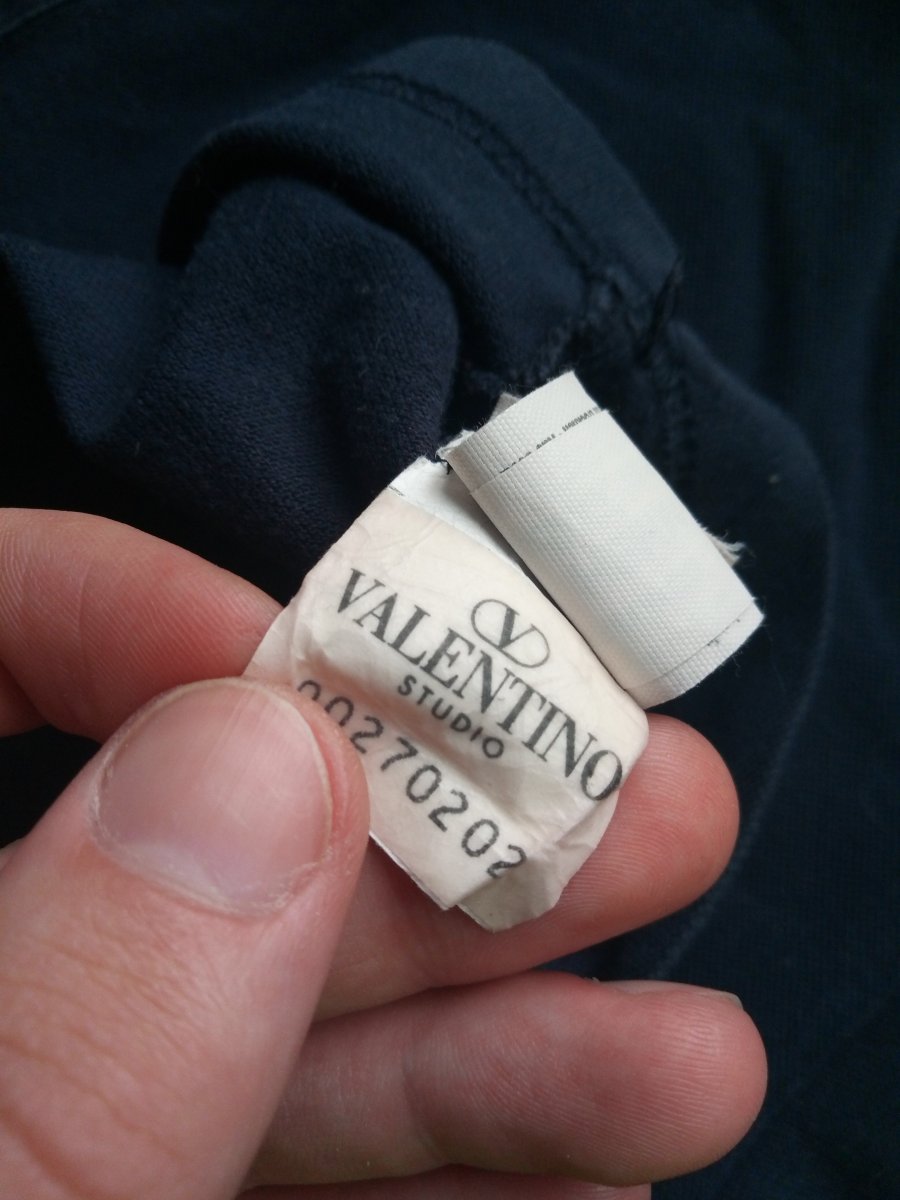 V
VALENTINO
STUDIO
00270202